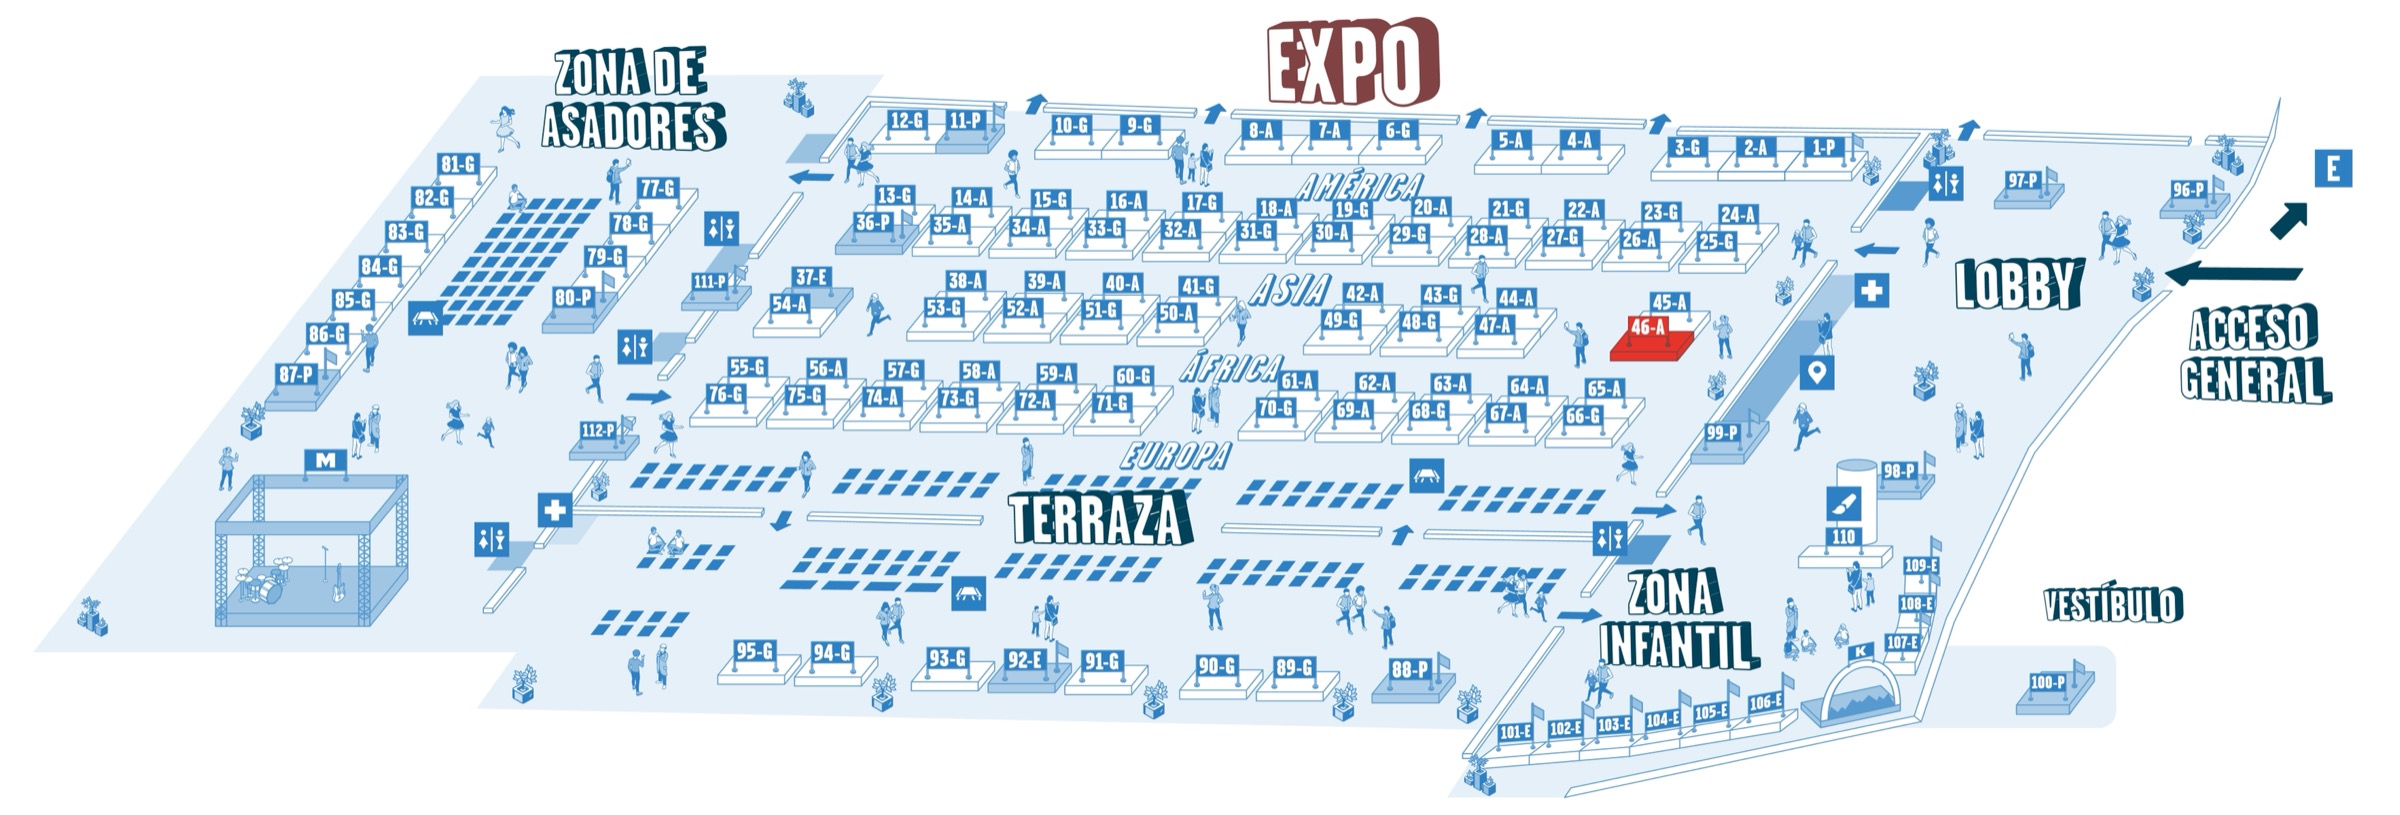 EXPO
ZONA DE
ASADORES
12-G
11-P
10-G
9-G
8-A
7-A
6-G
5-A
4-A
3-G
2-A
1-P
E
AMÉRICA
81-G
82-G
83-G
84-G
85-G
86-G
87-P
77-G
78-G
79-G
80-P
13-G
14-A
15-G
16-A
17-G
18-A
19-G
20-A
21-G
22-A
23-G
24-A
36-P
35-A
34-A
33-G
32-A
31-G
30-A
29-G
28-A
27-G
26-A
25-G
97-P
96-P
LOBBY
ACCESO
GENERAL
ASIA
111-P
37-E
38-A
39-A
40-A
41-G
42-A
43-G
44-A
45-A
54-A
53-G
52-A
51-G
50-A
49-G
48-G
47-A
46-A
ÁFRICA
55-G
56-A
57-G
58-A
59-A
60-G
61-A
62-A
63-A
64-A
65-A
76-G
75-G
74-A
73-G
72-A
71-G
70-G
69-A
68-G
67-A
66-G
112-P
99-P
98-P
EUROPA
M
TERRAZA
110
109-E
108-E
107-E
ZONA
INFANTIL
VESTÍBULO
K
95-G
94-G
93-G
92-E
91-G
90-G
89-G
88-P
100-P
101-E
102-E
103-E
104-E
105-E
106-E